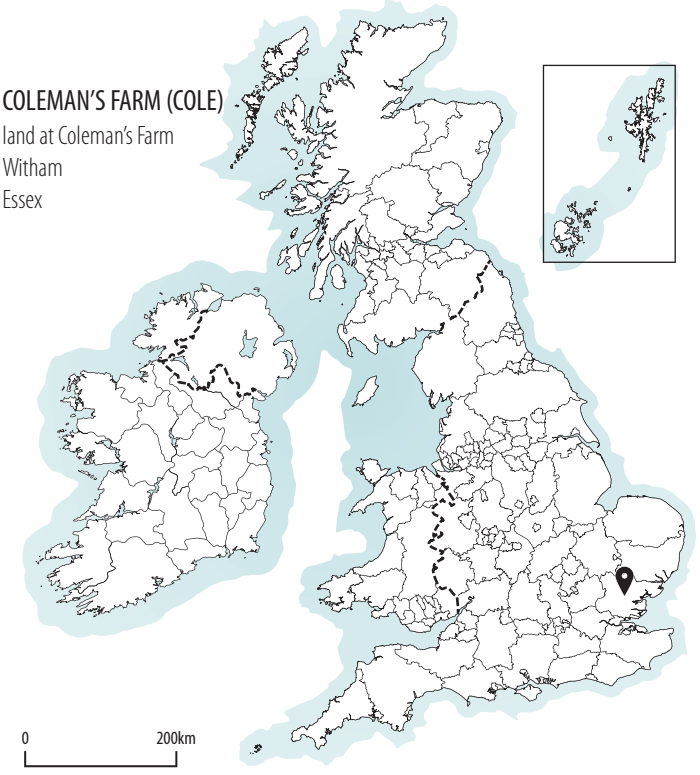 COLEMAN'S FARM (COLE)
land at Coleman's Farm
Witham
Essex
0 200km